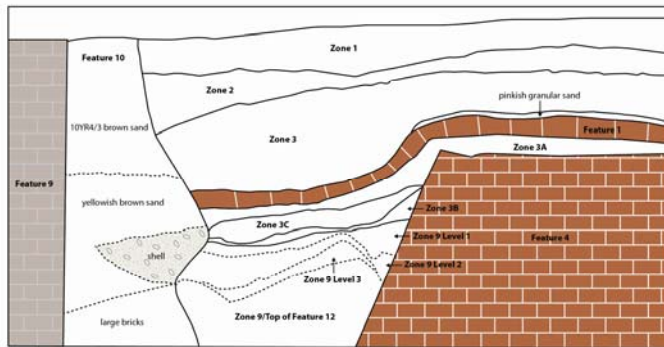 Zone 1
Feature 10
Zone 2
pinkish granular sand
10YR4/3 brown sand
Feature 1
Zone 3
Zone 3A
Feature 9
yellowish brown sand
Zone 3B
Zone 3C
Zone 9 Level 1
Feature 4
shell
Zone 9 Level 2
Zone 9 Level 3
Zone 9/Top of Feature 12
large bricks